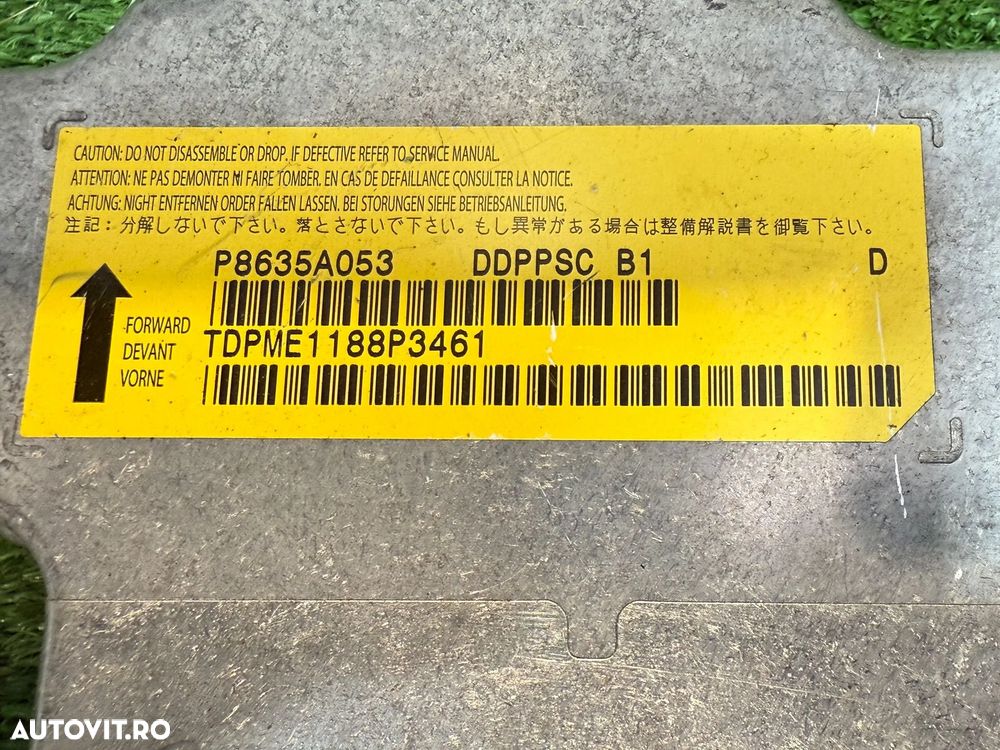 CAUTION: DO NOT DISASSEMBLE OR DROP. IF DEFECTIVE REFER TO SERVICE MANUAL.
ATTENTION: NE PAS DEMONTER NI FAIRE TOMBER. EN CAS DE DEFAILLANCE CONSULTER LA NOTICE.
ACHTUNG: NIGHT ENTFERNEN ORDER FALLEN LASSEN. BEI STORUNGEN SIEHE BETRIEBSANLEITUNG.
注記: 分解しないで下さい。落とさないで下さい。もし異常がある場合は整備解説書を御覧下さい。
P8635A053 DDPPSC B1 D
FORWARD
DEVANT
VORNE
TDPME1188P3461
AUTOVIT.RO